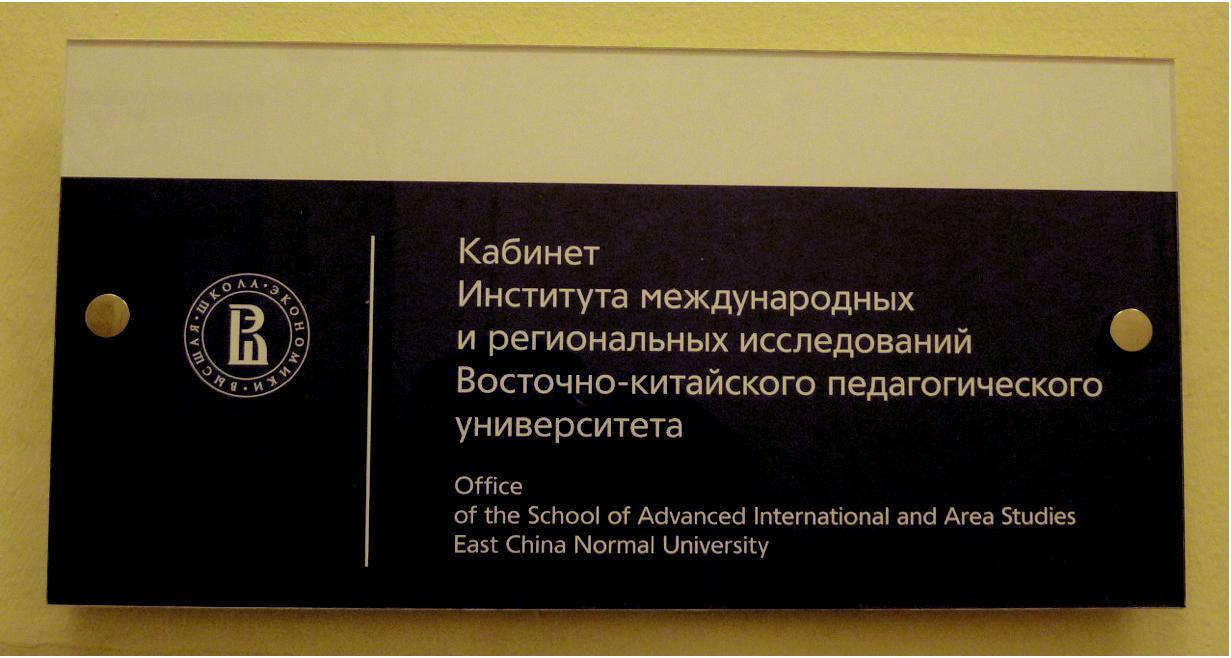 ВЫСШАЯ · ШКОЛА · ЭКОНОМИКИ ·
Кабинет
Института международных
и региональных исследований
Восточно-китайского педагогического
университета
Office
of the School of Advanced International and Area Studies
East China Normal University